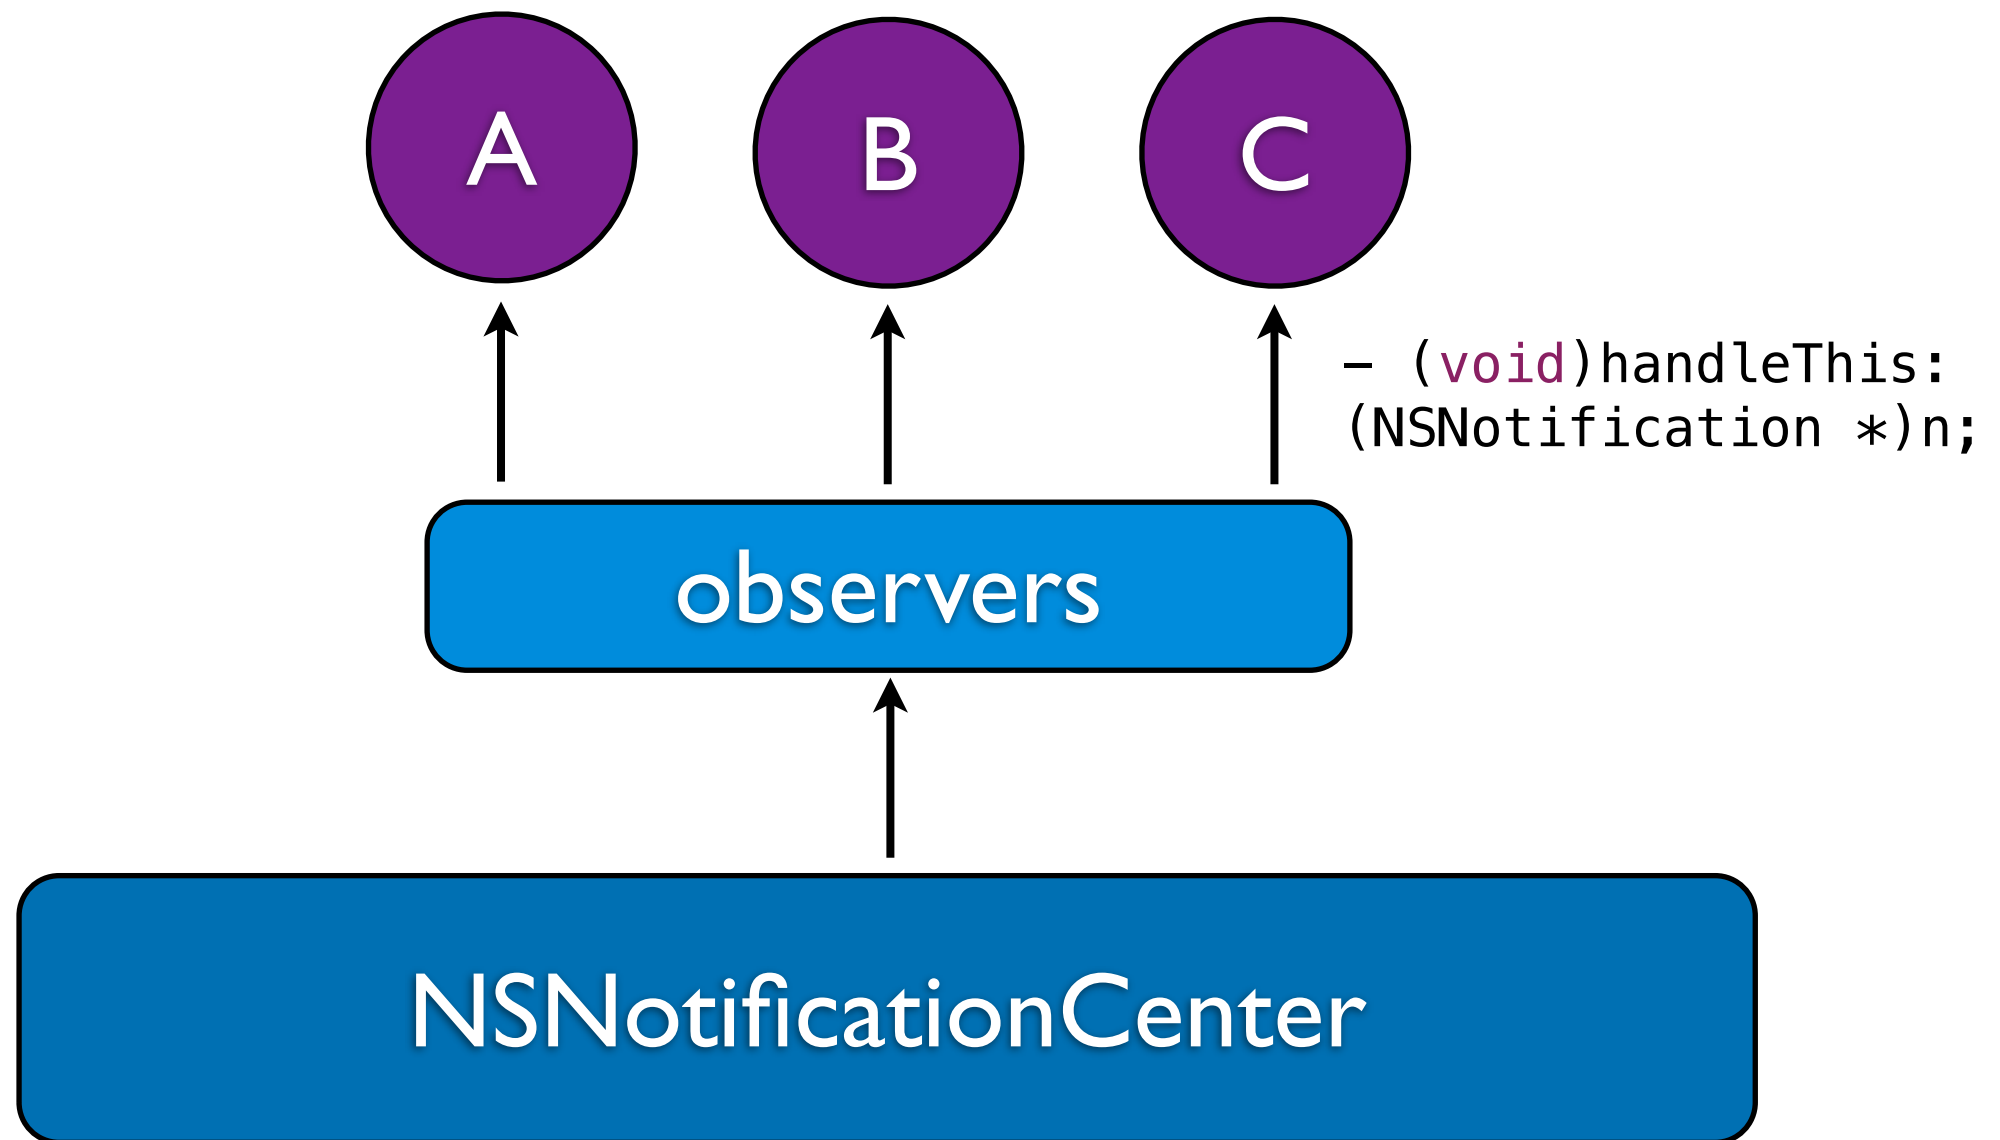 A
B
C
– (void)handleThis:
(NSNotification *)n;
observers
NSNotificationCenter